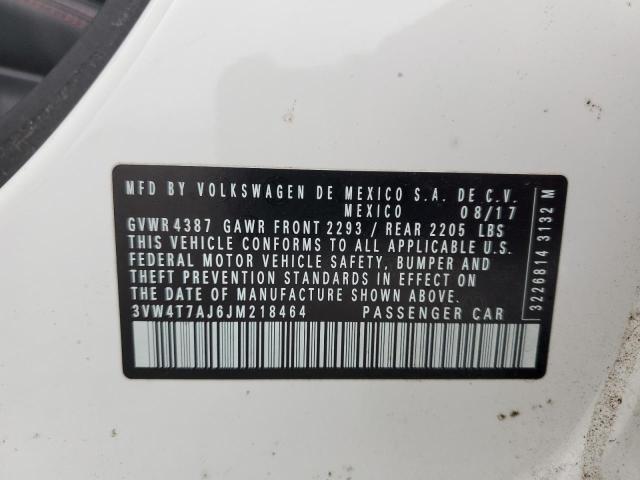 MFD BY VOLKSWAGEN DE MEXICO S.A. DE C.V.
MEXICO 08/17
GVWR 4387 GAWR FRONT 2293 / REAR 2205 LBS
THIS VEHICLE CONFORMS TO ALL APPLICABLE U.S.
FEDERAL MOTOR VEHICLE SAFETY, BUMPER AND
THEFT PREVENTION STANDARDS IN EFFECT ON
THE DATE OF MANUFACTURE SHOWN ABOVE.
3VW4T7AJ6JM218464 PASSENGER CAR
3226814 3132 M